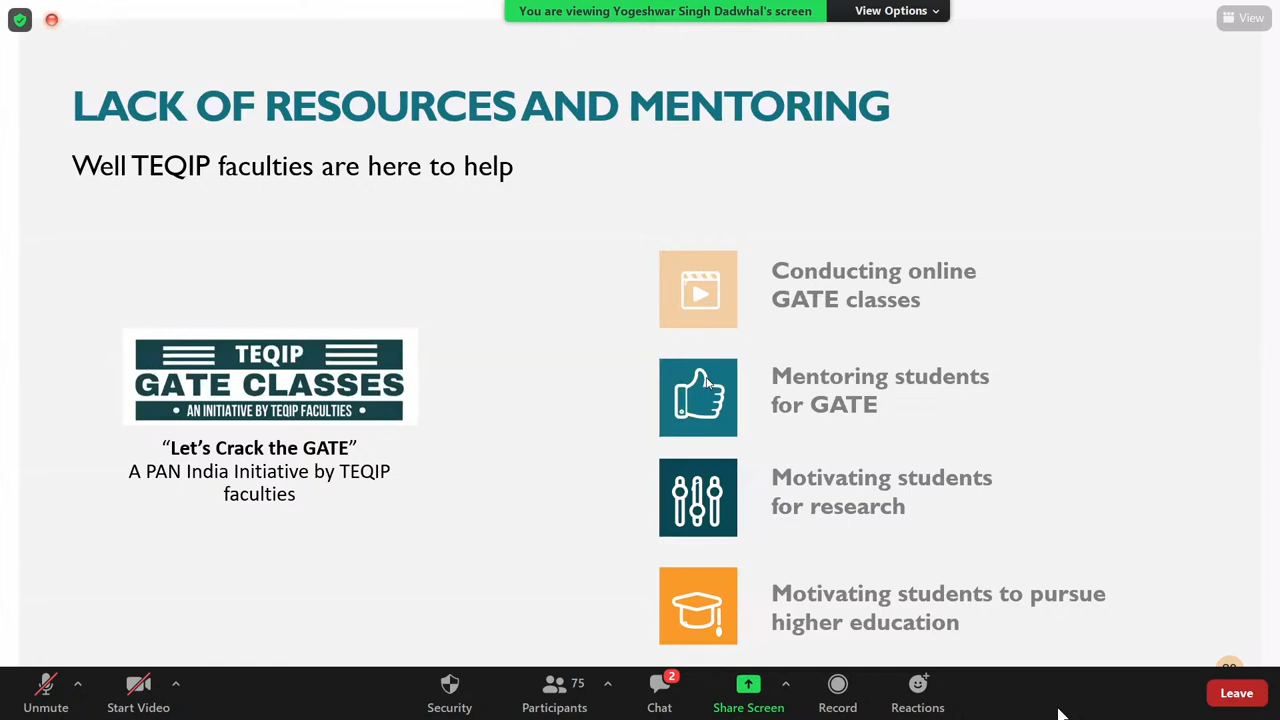 You are viewing Yogeshwar Singh Dadwhal's screen
View Options
View
LACK OF RESOURCES AND MENTORING
Well TEQIP faculties are here to help
TEQIP
GATE CLASSES
• AN INITIATIVE BY TEQIP FACULTIES •
“Let’s Crack the GATE”
A PAN India Initiative by TEQIP
faculties
Conducting online
GATE classes
Mentoring students
for GATE
Motivating students
for research
Motivating students to pursue
higher education
Unmute
Start Video
Security
75
Participants
2
Chat
Share Screen
Record
Reactions
Leave